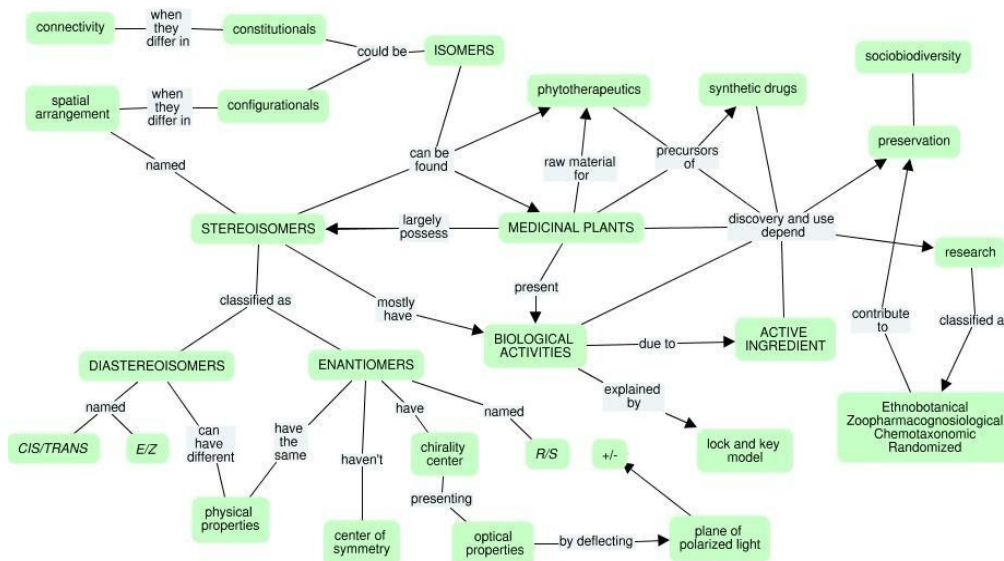 connectivity
when
they
differ in
constitutionals
could be
ISOMERS
sociobiodiversity
spatial
arrangement
when
they
differ in
configurationals
phytotherapeutics
synthetic drugs
preservation
named
can be
found
raw material
for
precursors
of
STEREOISOMERS
largely
possess
MEDICINAL PLANTS
discovery and use
depend
research
classified as
mostly
have
present
contribute
to
classified a
BIOLOGICAL
ACTIVITIES
due to
ACTIVE
INGREDIENT
DIASTEREOISOMERS
ENANTIOMERS
explained
by
named
can
have
different
have
the
same
haven't
have
named
Ethnobotanical
Zoopharmacognosiological
Chemotaxonomic
Randomized
CIS/TRANS
E/Z
chirality
center
R/S
+/-
lock and key
model
physical
properties
presenting
center of
symmetry
optical
properties
by deflecting
plane of
polarized light